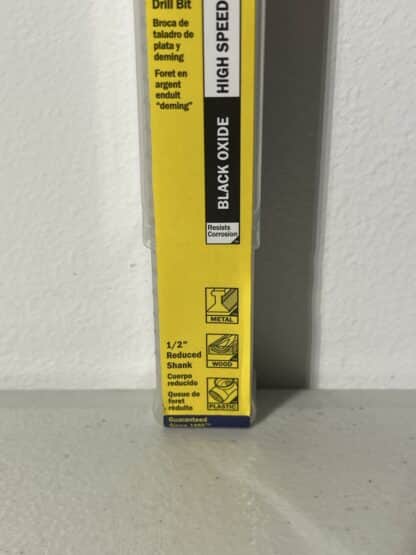 Drill Bit
Broca de
taladro de
plata y
deming
Foret en
argent
enduit
“deming”
HIGH SPEED
BLACK OXIDE
Resists
Corrosion
METAL
1/2"
Reduced
Shank
WOOD
Cuerpo
reducido
Queue de
foret
réduite
PLASTIC
Guaranteed
Since